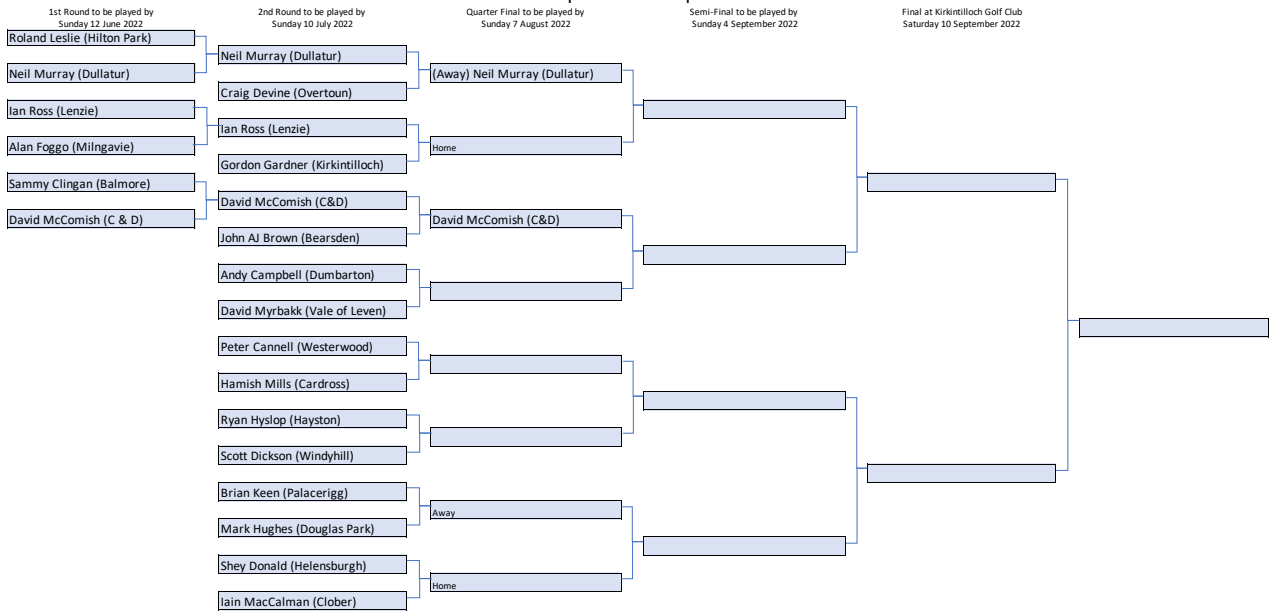 1st Round to be played by
Sunday 12 June 2022
2nd Round to be played by
Sunday 10 July 2022
Quarter Final to be played by
Sunday 7 August 2022
Semi-Final to be played by
Sunday 4 September 2022
Final at Kirkintilloch Golf Club
Saturday 10 September 2022
Roland Leslie (Hilton Park)
Neil Murray (Dullatur)
Ian Ross (Lenzie)
Alan Foggo (Milngavie)
Sammy Clingan (Balmore)
David McComish (C & D)
Neil Murray (Dullatur)
Craig Devine (Overtoun)
Ian Ross (Lenzie)
Gordon Gardner (Kirkintilloch)
David McComish (C&D)
John AJ Brown (Bearsden)
Andy Campbell (Dumbarton)
David Myrbakk (Vale of Leven)
Peter Cannell (Westerwood)
Hamish Mills (Cardross)
Ryan Hyslop (Hayston)
Scott Dickson (Windyhill)
Brian Keen (Palacerigg)
Mark Hughes (Douglas Park)
Shey Donald (Helensburgh)
Iain MacCalman (Clober)
(Away) Neil Murray (Dullatur)
Home
David McComish (C&D)
Away
Home